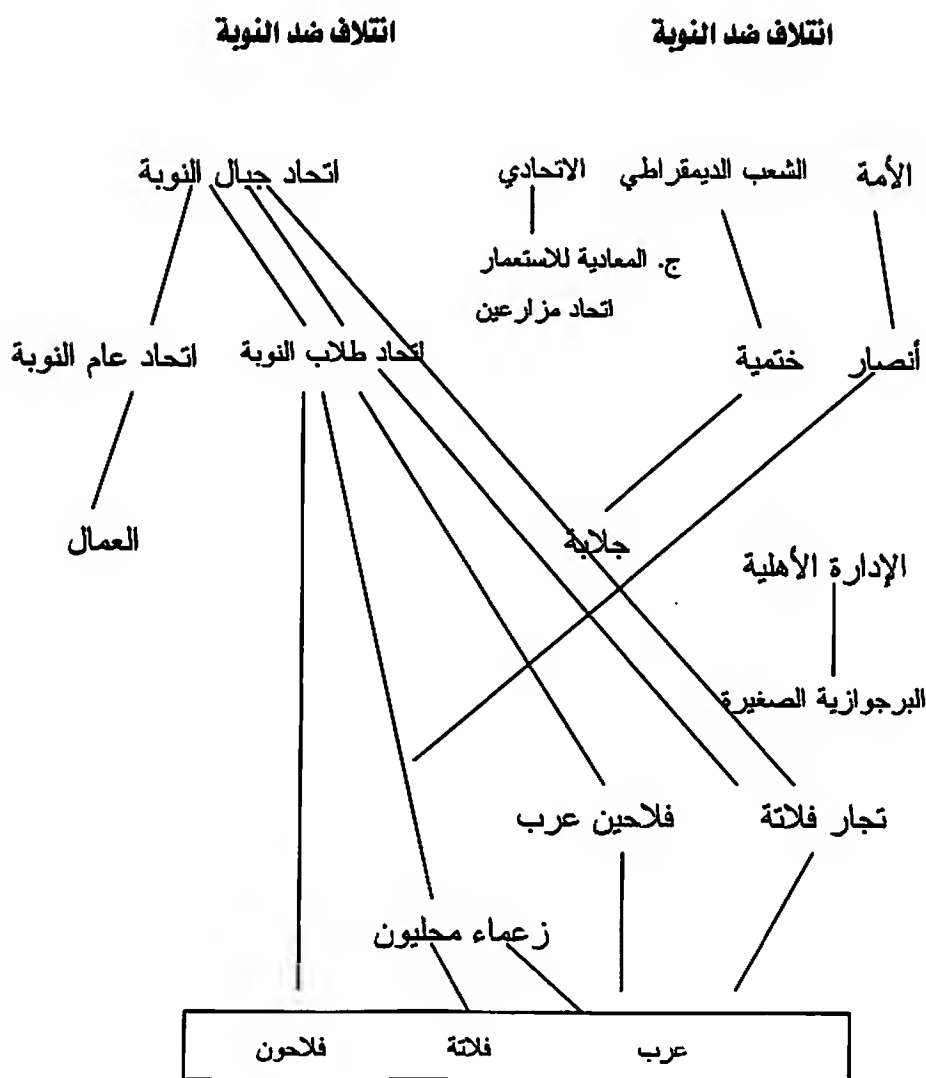 ائتلاف ضد النوبة
ائتلاف ضد النوبة
الأمة
الشعب الديمقراطي
الاتحادي
اتحاد جبال النوبة
ج. المعادية للاستعمار
اتحاد مزارعين
أنصار
ختمية
اتحاد طلاب النوبة
اتحاد عام النوبة
جلابة
العمال
الإدارة الأهلية
البرجوازية الصغيرة
تجار فلاتة
فلاحين عرب
زعماء محليون
عرب
فلاتة
فلاحون